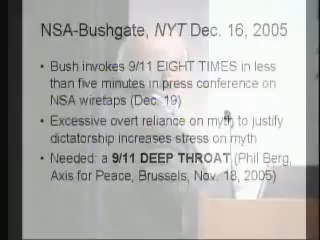 NSA-Bushgate, NYT Dec. 16, 2005
• Bush invokes 9/11 EIGHT TIMES in less
than five minutes in press conference on
NSA wiretaps (Dec. 19)
• Excessive overt reliance on myth to justify
dictatorship increases stress on myth
• Needed: a 9/11 DEEP THROAT (Phil Berg,
Axis for Peace, Brussels, Nov. 18, 2005)